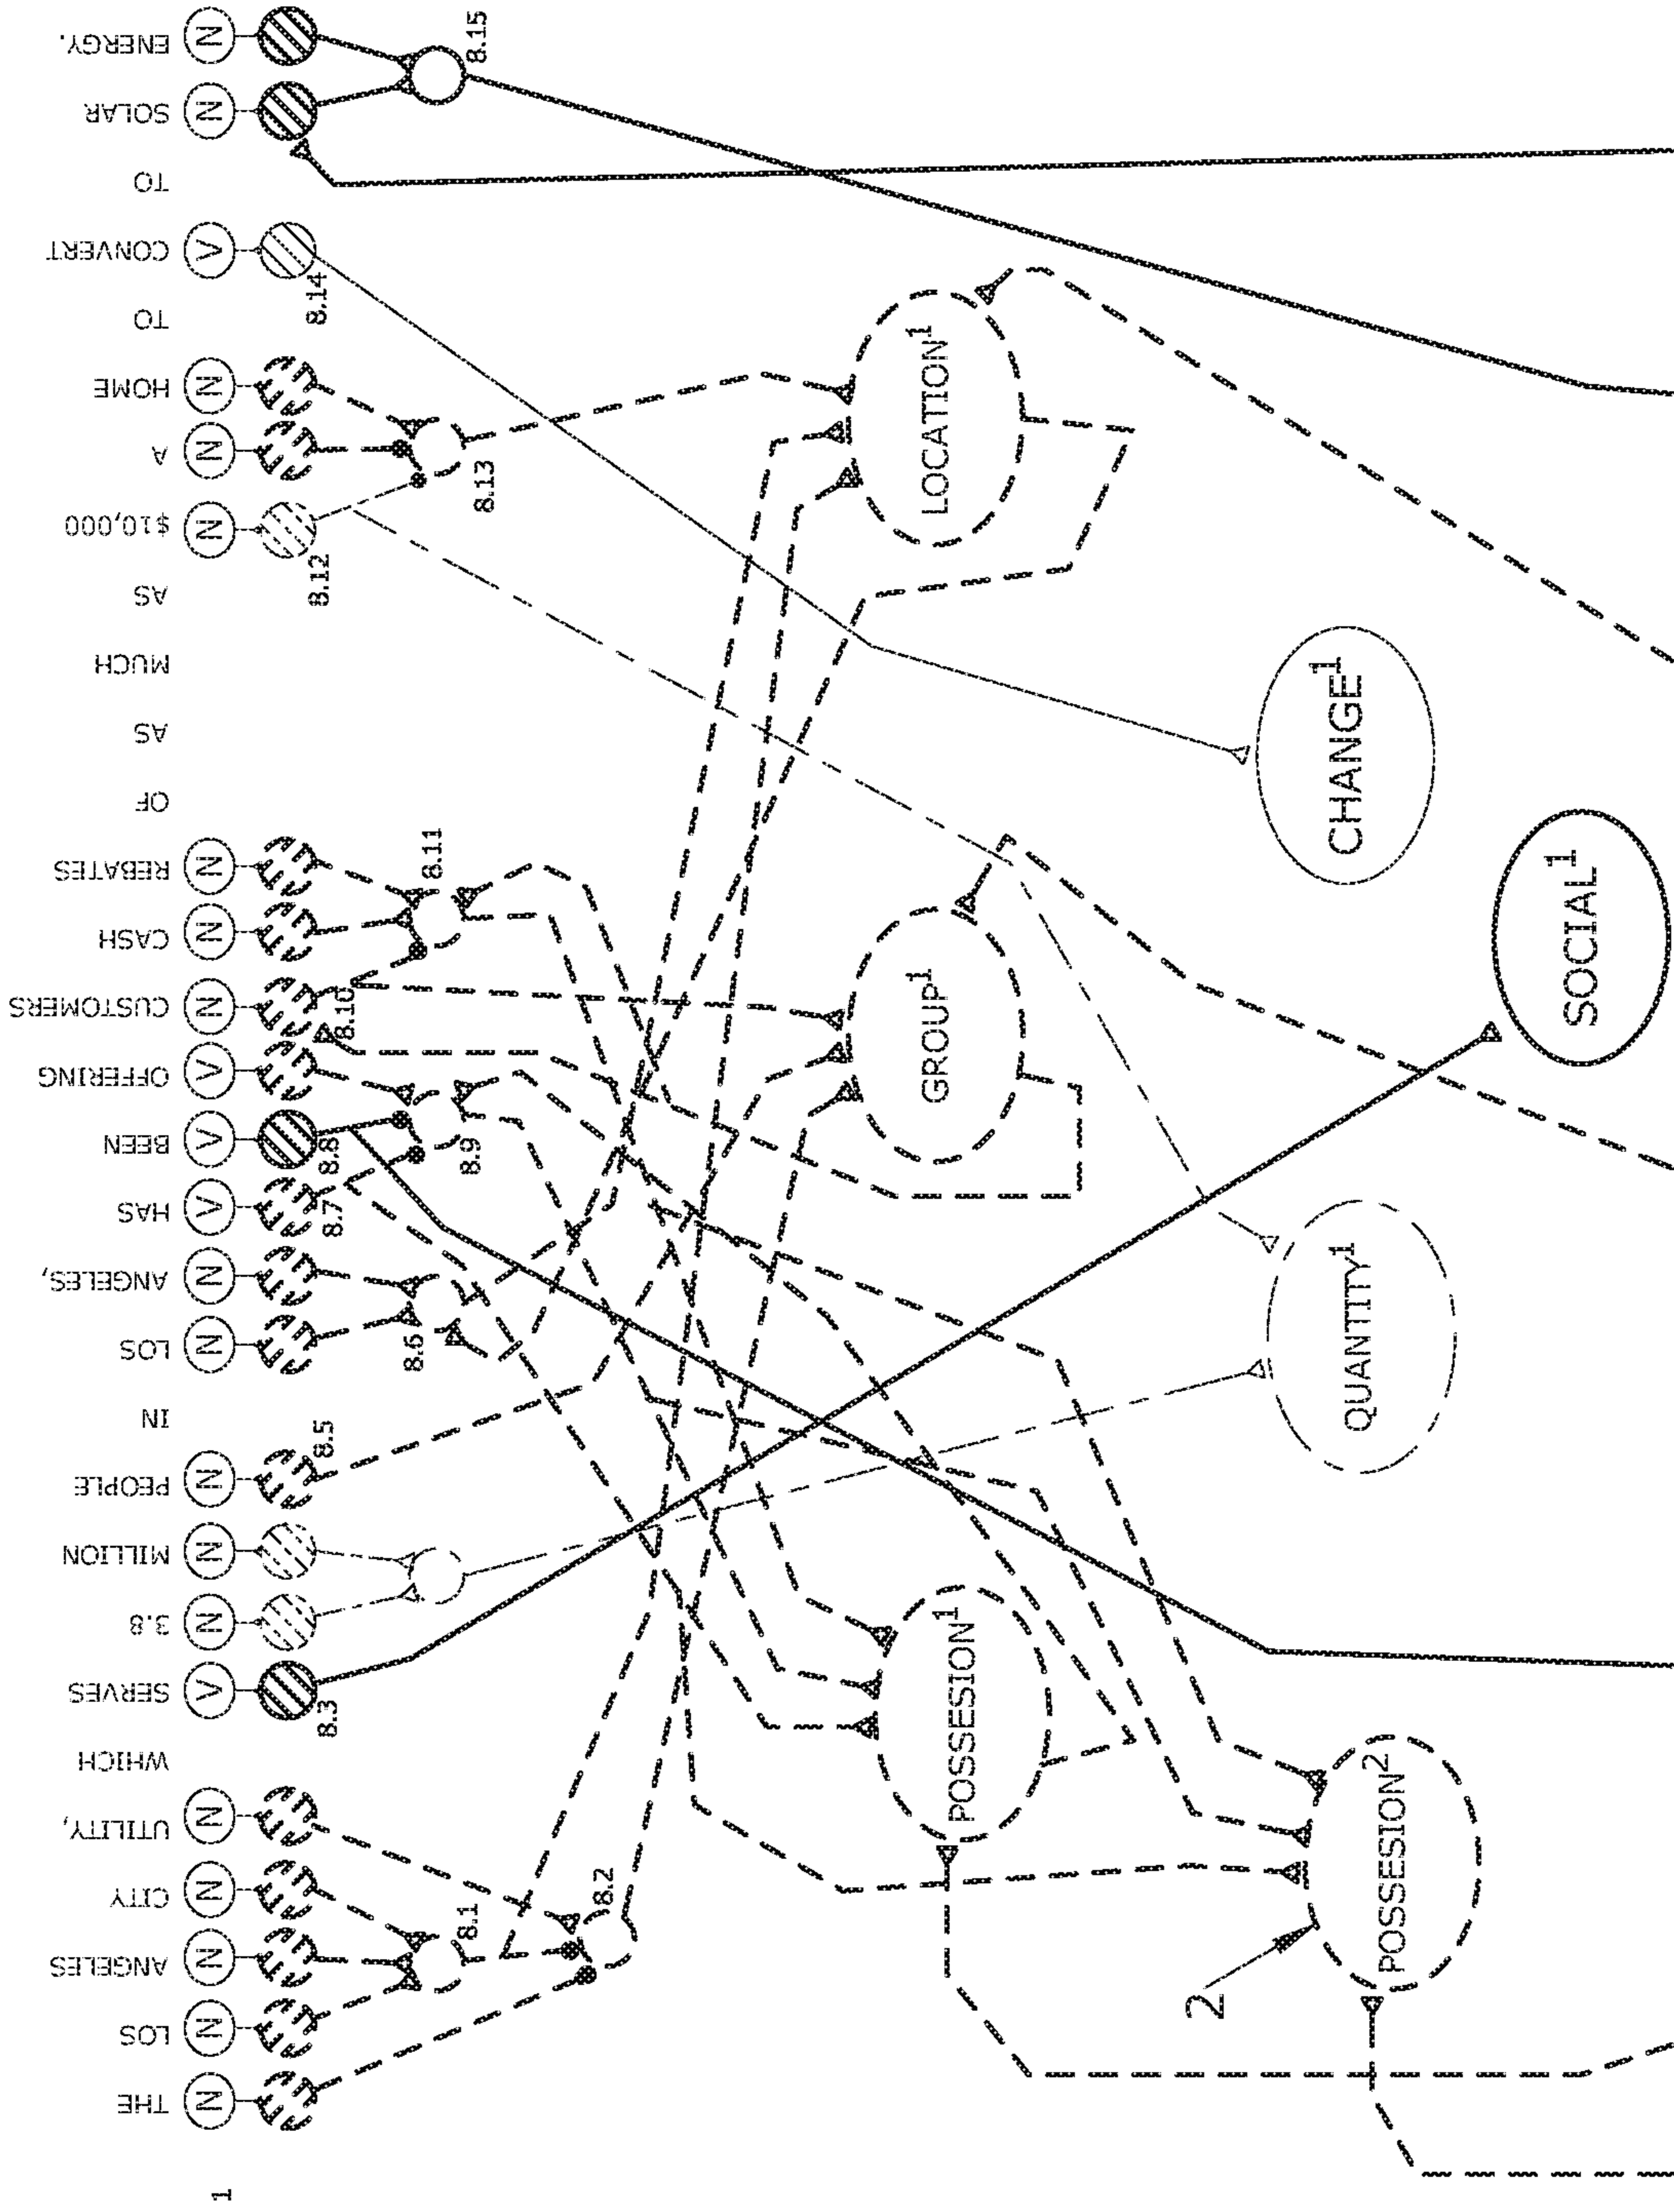 1
THE N
LOS N
ANGELES N
CITY N
UTILITY, N
WHICH
SERVES V
3.8 N
MILLION N
PEOPLE N
IN
LOS N
ANGELES, N
HAS V
BEEN V
OFFERING V
CUSTOMERS N
CASH N
REBATES N
OF
AS
MUCH
AS
$10,000 N
A N
HOME N
TO
CONVERT V
TO
SOLAR N
ENERGY. N
8.1
8.2
8.3
8.5
8.6
8.7
8.8
8.9
8.10
8.11
8.12
8.13
8.14
8.15
POSSESION1
GROUP1
LOCATION1
2
POSSESION2
QUANTITY1
CHANGE1
SOCIAL1